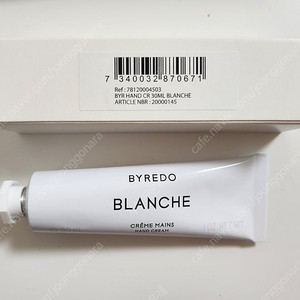 7 340032 870671
Ref : 78120004503
BYR HAND CR 30ML BLANCHE
ARTICLE NBR : 20000145
BYREDO
BLANCHE
CRÈME MAINS
HAND CREAM